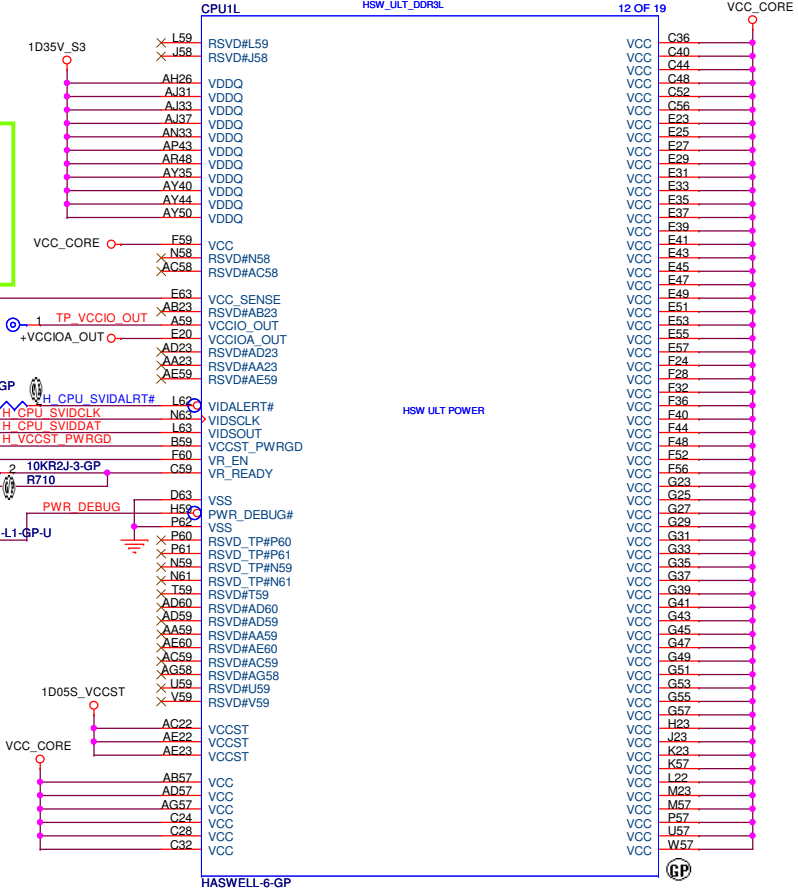 CPU1L HSW_ULT_DDR3L 12 OF 19 VCC_CORE
1D35V_S3
L59 RSVD#L59
J58 RSVD#J58
AH26 VDDQ
AJ31 VDDQ
AJ33 VDDQ
AJ37 VDDQ
AN33 VDDQ
AP43 VDDQ
AR48 VDDQ
AY35 VDDQ
AY40 VDDQ
AY44 VDDQ
AY50 VDDQ
VCC_CORE F59 VCC
N58 RSVD#N58
AC58 RSVD#AC58
E63 VCC_SENSE
AB23 RSVD#AB23
1 TP_VCCIO_OUT A59 VCCIO_OUT
+VCCIOA_OUT E20 VCCIOA_OUT
AD23 RSVD#AD23
AA23 RSVD#AA23
AE59 RSVD#AE59
GP
H_CPU_SVIDALRT# L62 VIDALERT#
H_CPU_SVIDCLK N63 VIDSCLK
H_CPU_SVIDDAT L63 VIDSOUT
H_VCCST_PWRGD B59 VCCST_PWRGD
F60 VR_EN
2 10KR2J-3-GP C59 VR_READY
R710
D63 VSS
PWR_DEBUG H59 PWR_DEBUG#
P62 VSS
-L1-GP-U
P60 RSVD_TP#P60
P61 RSVD_TP#P61
N59 RSVD_TP#N59
N61 RSVD_TP#N61
T59 RSVD#T59
AD60 RSVD#AD60
AD59 RSVD#AD59
AA59 RSVD#AA59
AE60 RSVD#AE60
AC59 RSVD#AC59
AG58 RSVD#AG58
U59 RSVD#U59
V59 RSVD#V59
1D05S_VCCST
AC22 VCCST
AE22 VCCST
AE23 VCCST
VCC_CORE
AB57 VCC
AD57 VCC
AG57 VCC
C24 VCC
C28 VCC
C32 VCC
HSW ULT POWER
VCC C36
VCC C40
VCC C44
VCC C48
VCC C52
VCC C56
VCC E23
VCC E25
VCC E27
VCC E29
VCC E31
VCC E33
VCC E35
VCC E37
VCC E39
VCC E41
VCC E43
VCC E45
VCC E47
VCC E49
VCC E51
VCC E53
VCC E55
VCC E57
VCC F24
VCC F28
VCC F32
VCC F36
VCC F40
VCC F44
VCC F48
VCC F52
VCC F56
VCC G23
VCC G25
VCC G27
VCC G29
VCC G31
VCC G33
VCC G35
VCC G37
VCC G39
VCC G41
VCC G43
VCC G45
VCC G47
VCC G49
VCC G51
VCC G53
VCC G55
VCC G57
VCC H23
VCC J23
VCC K23
VCC K57
VCC L22
VCC M23
VCC M57
VCC P57
VCC U57
VCC W57
HASWELL-6-GP
GP